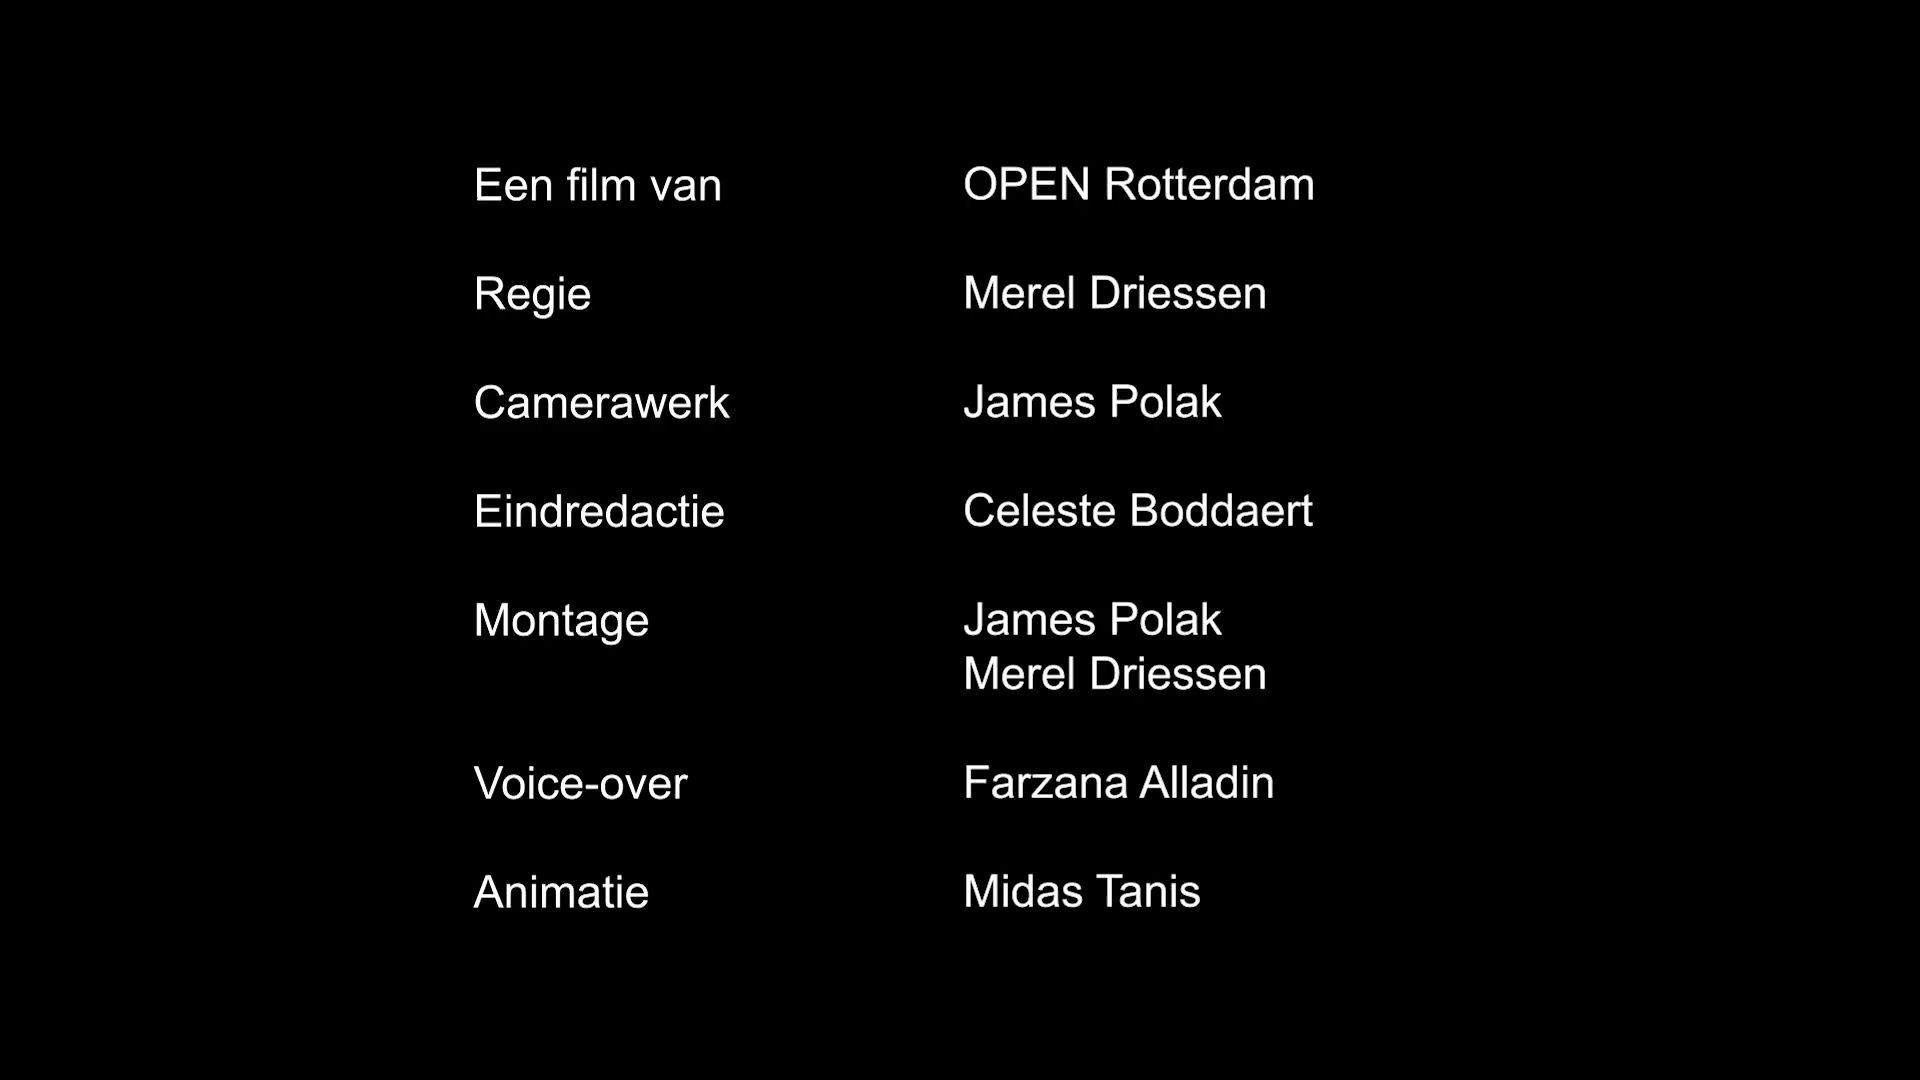 Een film van OPEN Rotterdam
Regie Merel Driessen
Camerawerk James Polak
Eindredactie Celeste Boddaert
Montage James Polak
Merel Driessen
Voice-over Farzana Alladin
Animatie Midas Tanis